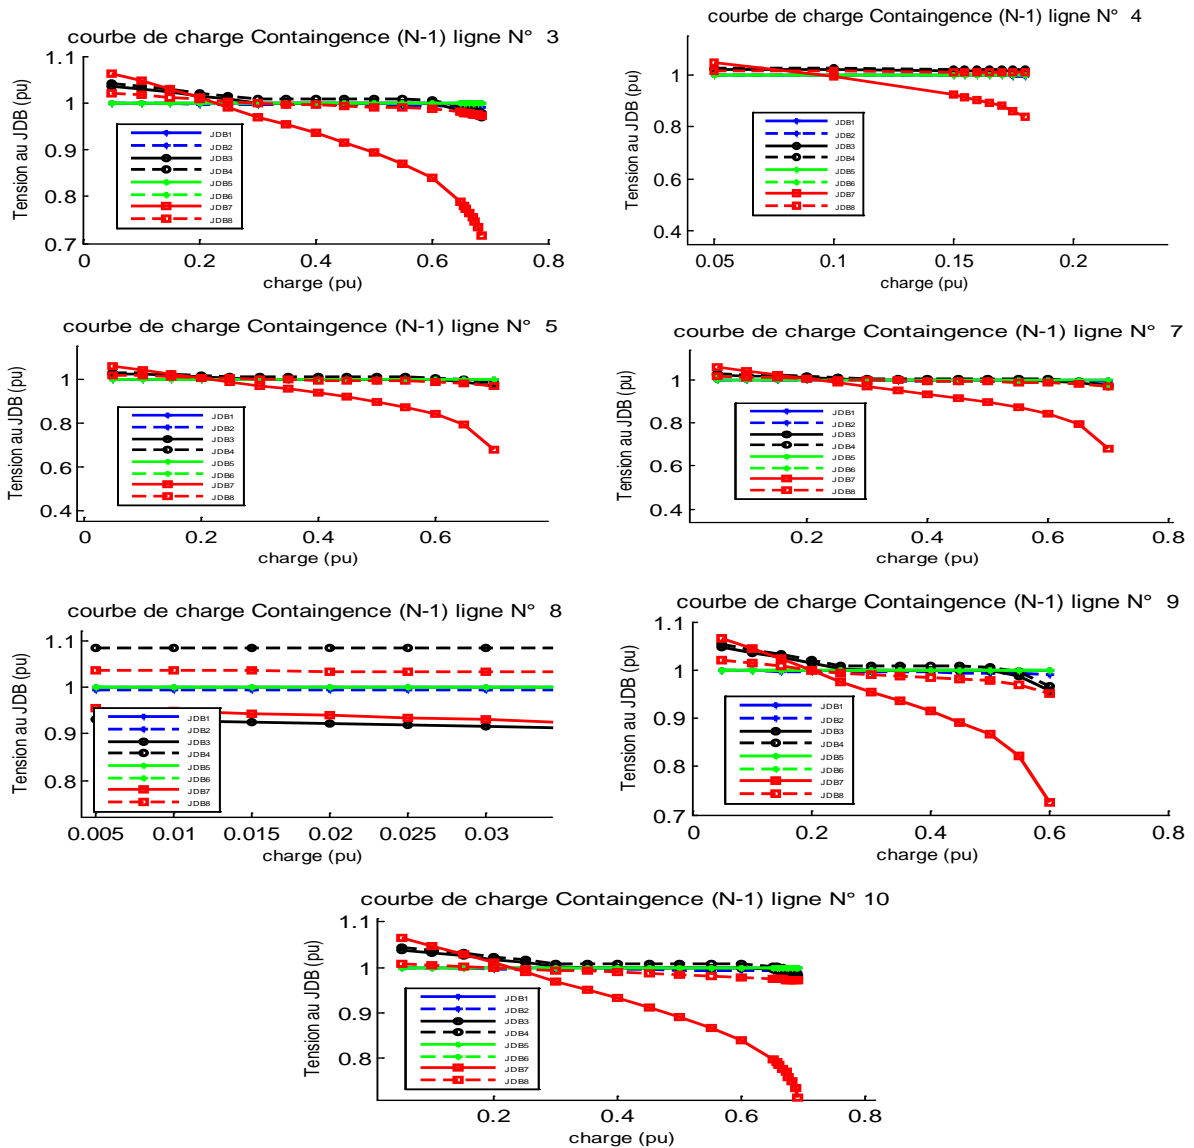 courbe de charge Containgence (N-1) ligne N° 3
1.1
1
0.9
0.8
0.7
Tension au JDB (pu)
JDB1
JDB2
JDB3
JDB4
JDB5
JDB6
JDB7
JDB8
0 0.2 0.4 0.6 0.8
charge (pu)
courbe de charge Containgence (N-1) ligne N° 4
1
0.8
0.6
0.4
Tension au JDB (pu)
JDB1
JDB2
JDB3
JDB4
JDB5
JDB6
JDB7
JDB8
0.05 0.1 0.15 0.2
charge (pu)
courbe de charge Containgence (N-1) ligne N° 5
1
0.8
0.6
0.4
Tension au JDB (pu)
JDB1
JDB2
JDB3
JDB4
JDB5
JDB6
JDB7
JDB8
0 0.2 0.4 0.6
charge (pu)
courbe de charge Containgence (N-1) ligne N° 7
1
0.8
0.6
0.4
Tension au JDB (pu)
JDB1
JDB2
JDB3
JDB4
JDB5
JDB6
JDB7
JDB8
0.2 0.4 0.6 0.8
charge (pu)
courbe de charge Containgence (N-1) ligne N° 8
1.1
1
0.9
0.8
Tension au JDB (pu)
JDB1
JDB2
JDB3
JDB4
JDB5
JDB6
JDB7
JDB8
0.005 0.01 0.015 0.02 0.025 0.03
charge (pu)
courbe de charge Containgence (N-1) ligne N° 9
1.1
1
0.9
0.8
0.7
Tension au JDB (pu)
JDB1
JDB2
JDB3
JDB4
JDB5
JDB6
JDB7
JDB8
0 0.2 0.4 0.6 0.8
charge (pu)
courbe de charge Containgence (N-1) ligne N° 10
1.1
1
0.9
0.8
Tension au JDB (pu)
JDB1
JDB2
JDB3
JDB4
JDB5
JDB6
JDB7
JDB8
0.2 0.4 0.6 0.8
charge (pu)